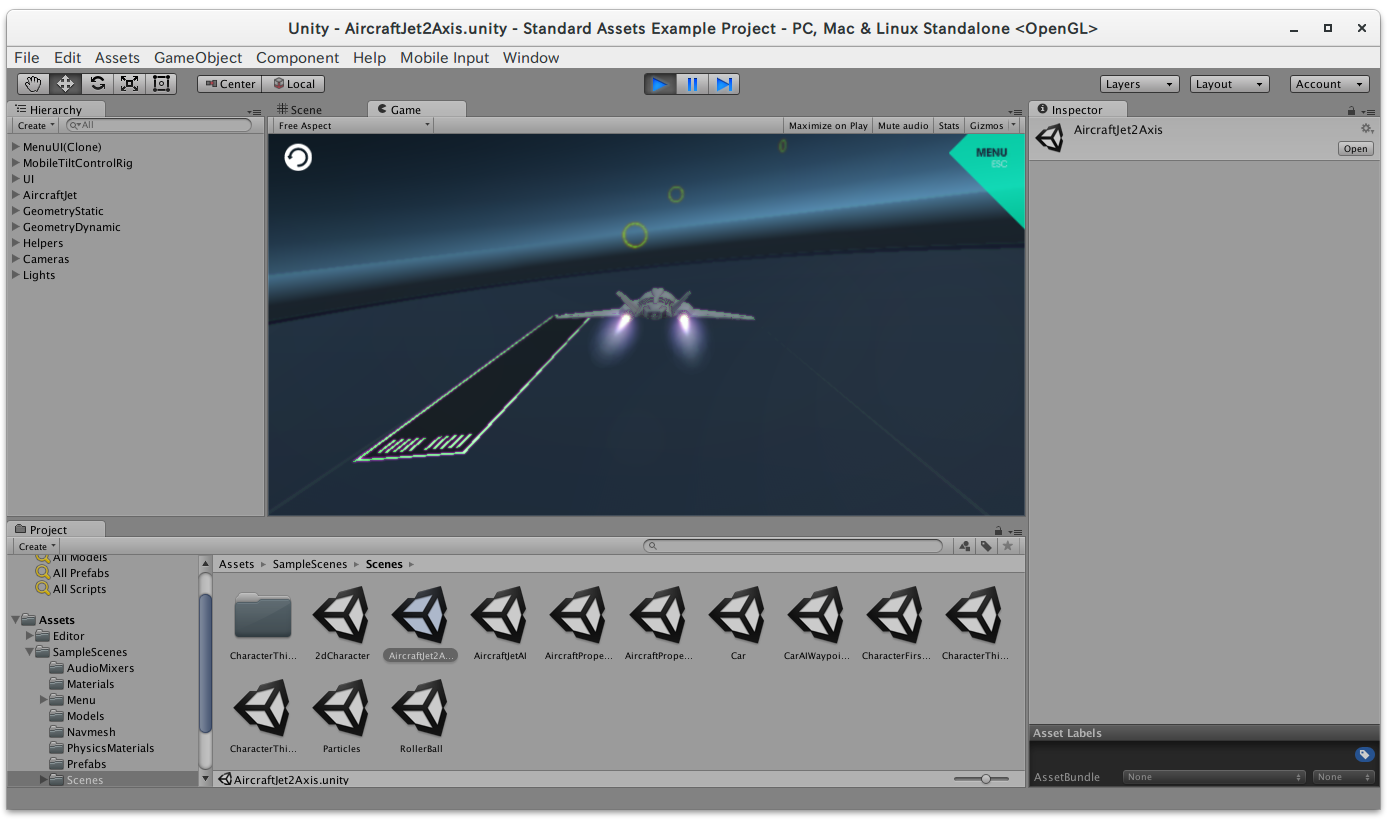 Unity - AircraftJet2Axis.unity - Standard Assets Example Project - PC, Mac & Linux Standalone <OpenGL>
File Edit Assets GameObject Component Help Mobile Input Window
Center Local Layers Layout Account
Hierarchy
Create All
MenuUI(Clone)
MobileTiltControlRig
UI
AircraftJet
GeometryStatic
GeometryDynamic
Helpers
Cameras
Lights
Scene Game
Free Aspect Maximize on Play Mute audio Stats Gizmos
MENU
ESC
Inspector
AircraftJet2Axis
Open
Project
Create
All Models
All Prefabs
All Scripts
Assets
Editor
SampleScenes
AudioMixers
Materials
Menu
Models
Navmesh
PhysicsMaterials
Prefabs
Scenes
Assets SampleScenes Scenes
CharacterThi... 2dCharacter AircraftJet2A... AircraftJetAI AircraftPrope... AircraftPrope... Car CarAIWaypoi... CharacterFirs... CharacterThi...
CharacterThi... Particles RollerBall
AircraftJet2Axis.unity
Asset Labels
AssetBundle None None